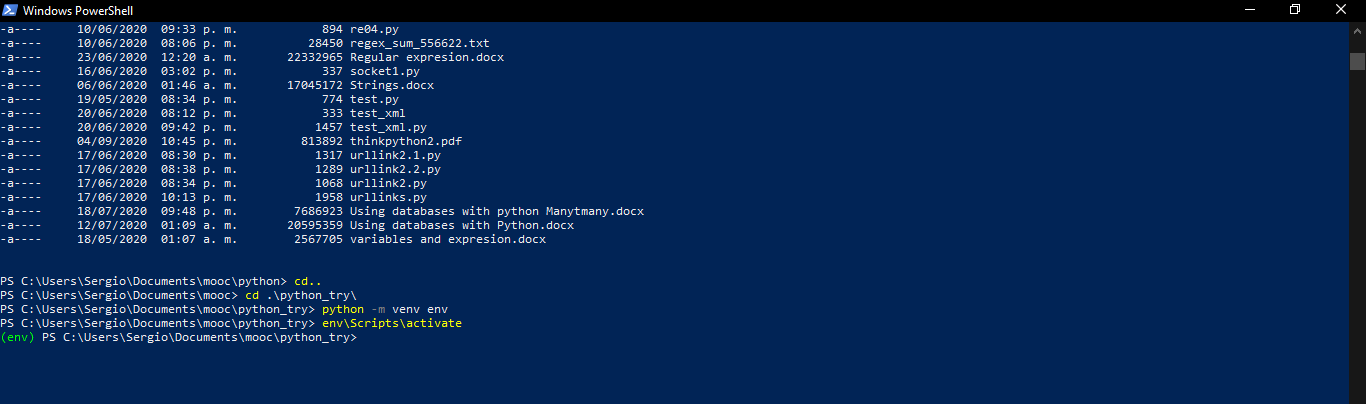 Windows PowerShell
-a---- 10/06/2020 09:33 p. m. 894 re04.py
-a---- 10/06/2020 08:06 p. m. 28450 regex_sum_556622.txt
-a---- 23/06/2020 12:20 a. m. 22332965 Regular expresion.docx
-a---- 16/06/2020 03:02 p. m. 337 socket1.py
-a---- 06/06/2020 01:46 a. m. 17045172 Strings.docx
-a---- 19/05/2020 08:34 p. m. 774 test.py
-a---- 20/06/2020 08:12 p. m. 333 test_xml
-a---- 20/06/2020 09:42 p. m. 1457 test_xml.py
-a---- 04/09/2020 10:45 p. m. 813892 thinkpython2.pdf
-a---- 17/06/2020 08:30 p. m. 1317 urllink2.1.py
-a---- 17/06/2020 08:38 p. m. 1289 urllink2.2.py
-a---- 17/06/2020 08:34 p. m. 1068 urllink2.py
-a---- 17/06/2020 10:13 p. m. 1958 urllinks.py
-a---- 18/07/2020 09:48 p. m. 7686923 Using databases with python Manytmany.docx
-a---- 12/07/2020 01:09 a. m. 20595359 Using databases with Python.docx
-a---- 18/05/2020 01:07 a. m. 2567705 variables and expresion.docx
PS C:\Users\Sergio\Documents\mooc\python> cd..
PS C:\Users\Sergio\Documents\mooc> cd .\python_try\
PS C:\Users\Sergio\Documents\mooc\python_try> python -m venv env
PS C:\Users\Sergio\Documents\mooc\python_try> env\Scripts\activate
(env) PS C:\Users\Sergio\Documents\mooc\python_try>